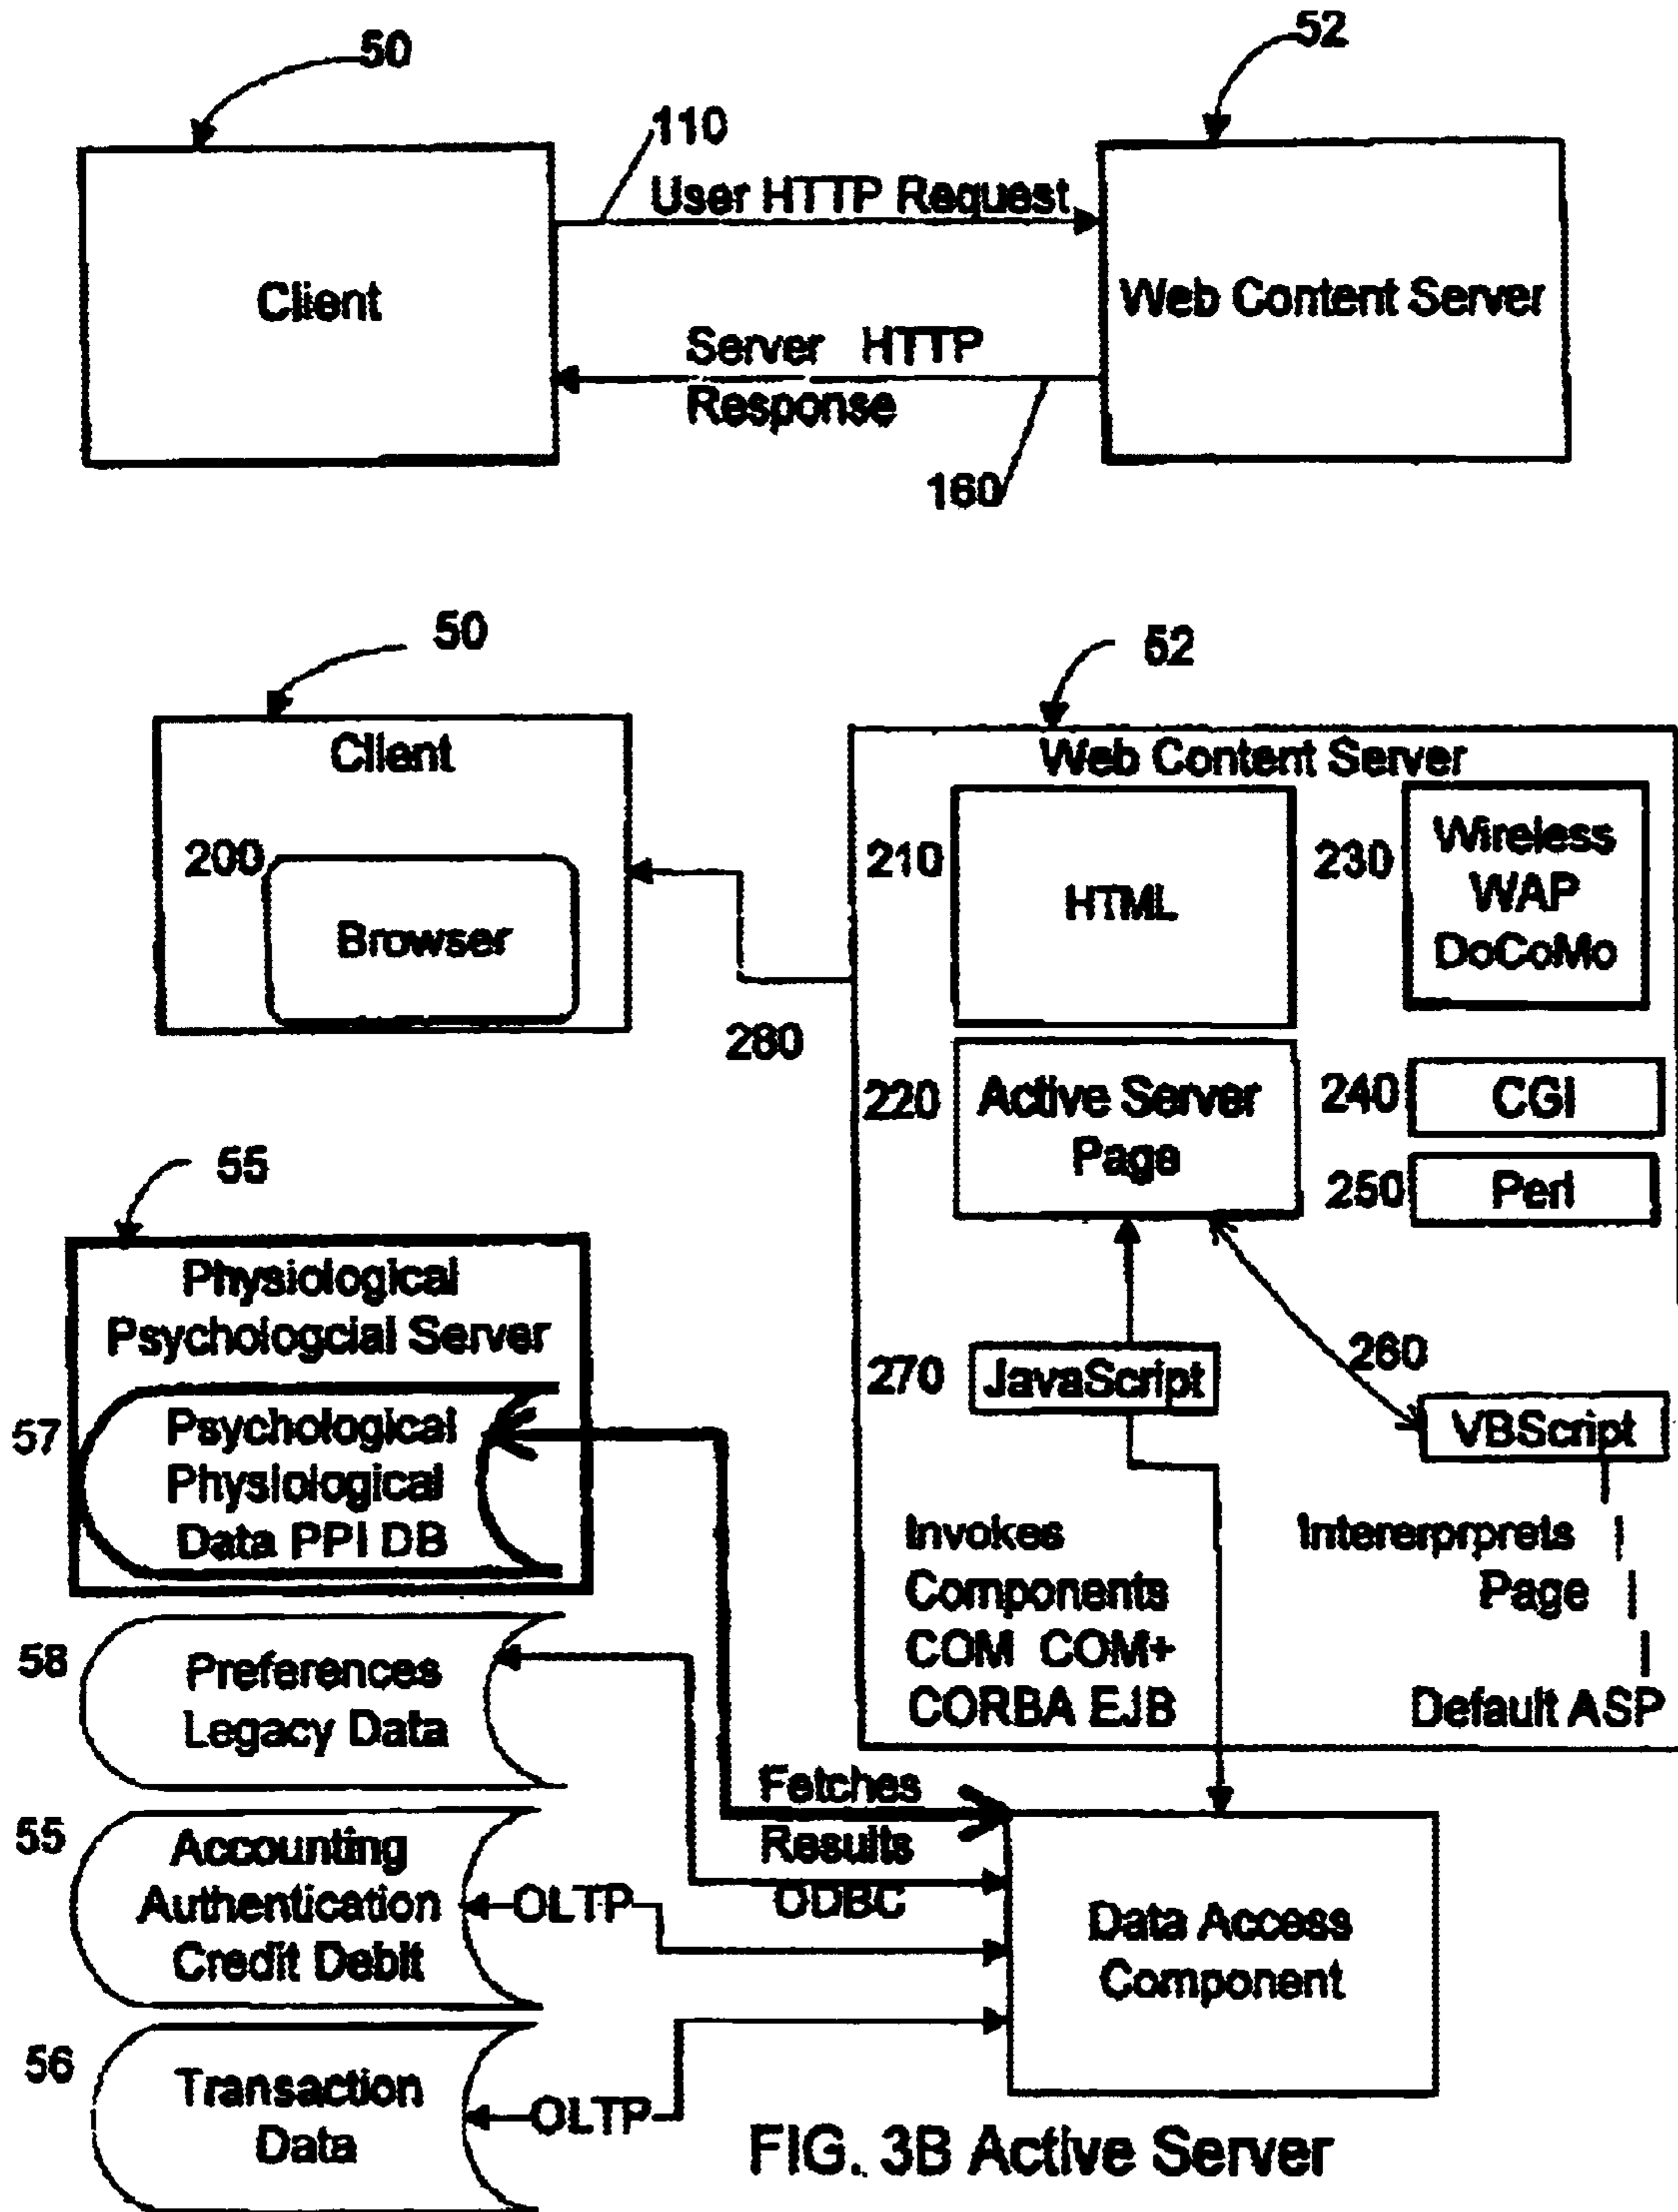 50
52
110
User HTTP Request
Client
Web Content Server
Server HTTP
Response
160
50
52
Client
200
Browser
280
Web Content Server
210
HTML
230
Wireless
WAP
DoCoMo
220
Active Server
Page
240
CGI
250
Perl
260
270
JavaScript
VBScript
Invokes
Components
COM COM+
CORBA EJB
Intererprprets
Page
Default ASP
55
Physiological
Psychologcial Server
57
Psychological
Physiological
Data PPI DB
58
Preferences
Legacy Data
Fetches
Results
ODBC
55
Accounting
Authentication
Credit Debit
OLTP
Data Access
Component
56
Transaction
Data
OLTP
FIG. 3B Active Server